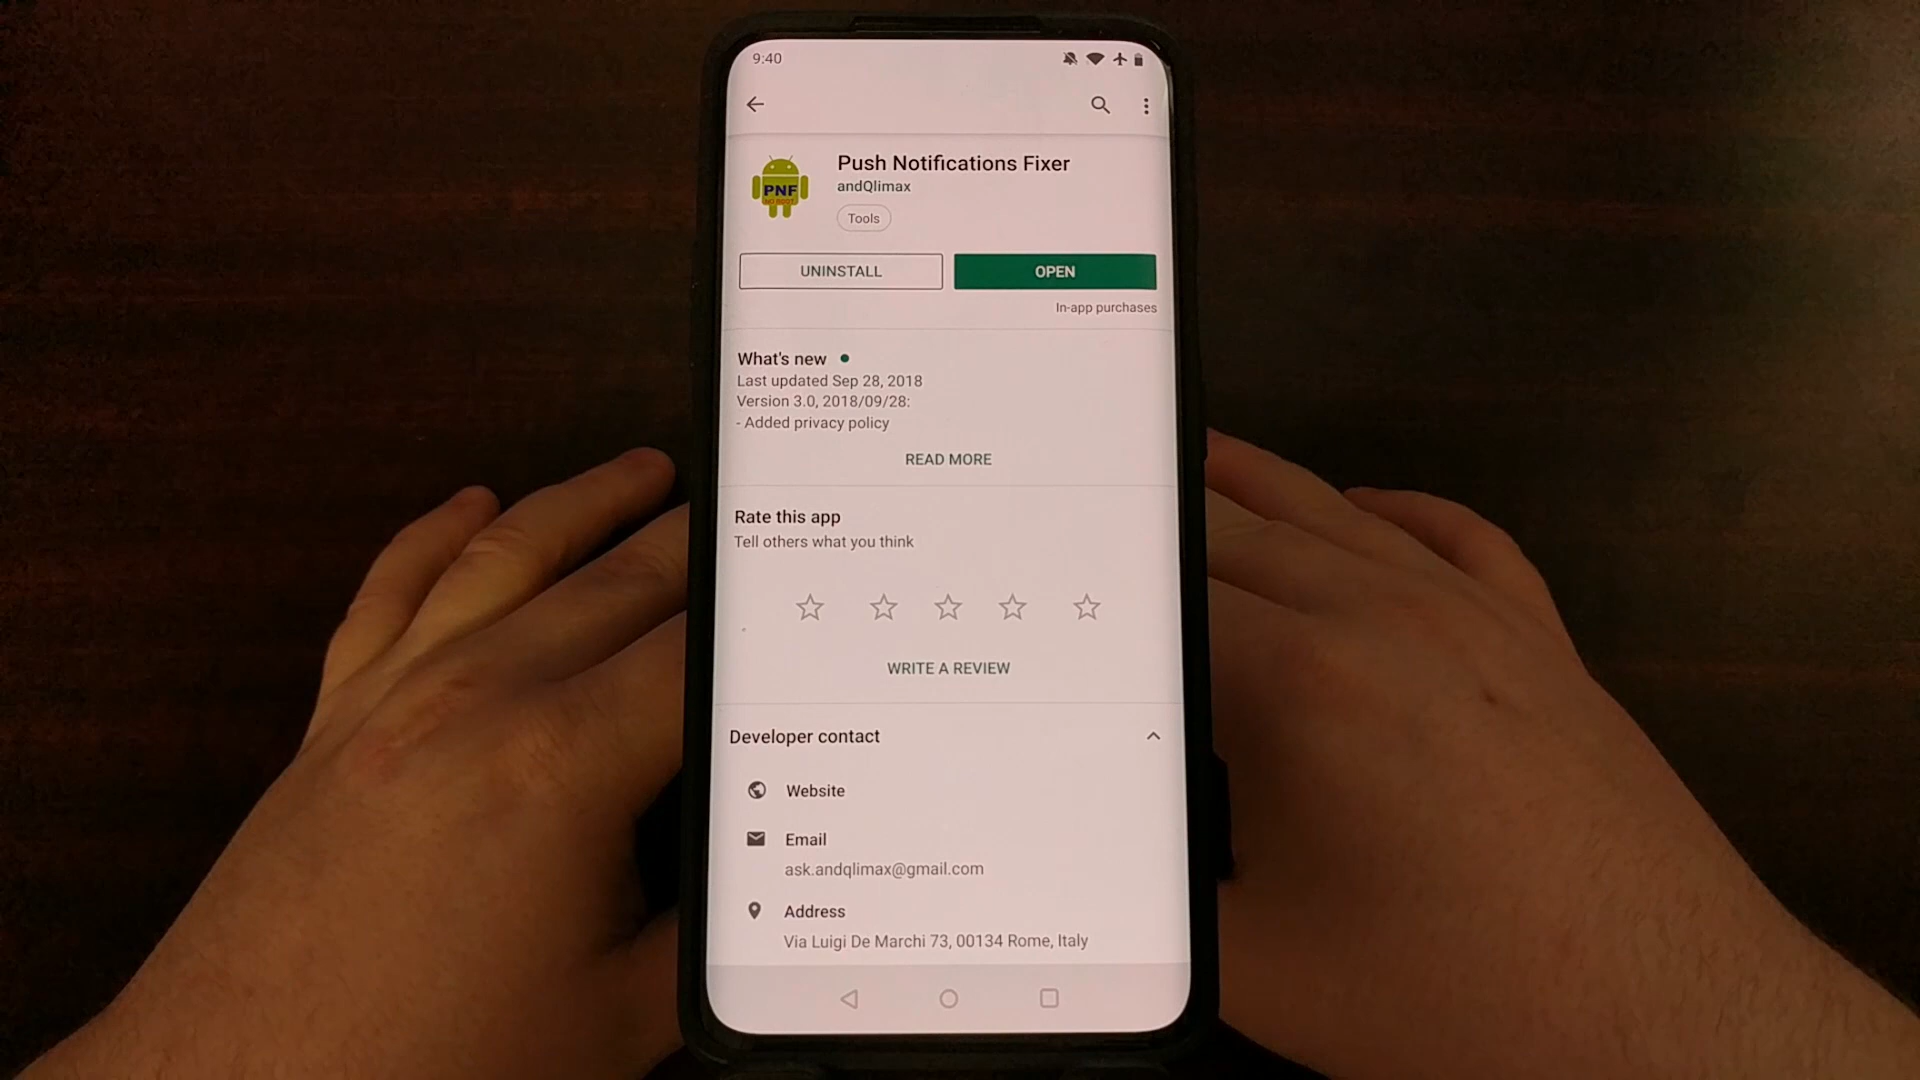 9:40
Push Notifications Fixer
andQlimax
PNF
NO ROOT
Tools
UNINSTALL
OPEN
In-app purchases
What's new
Last updated Sep 28, 2018
Version 3.0, 2018/09/28:
- Added privacy policy
READ MORE
Rate this app
Tell others what you think
WRITE A REVIEW
Developer contact
Website
Email
ask.andqlimax@gmail.com
Address
Via Luigi De Marchi 73, 00134 Rome, Italy